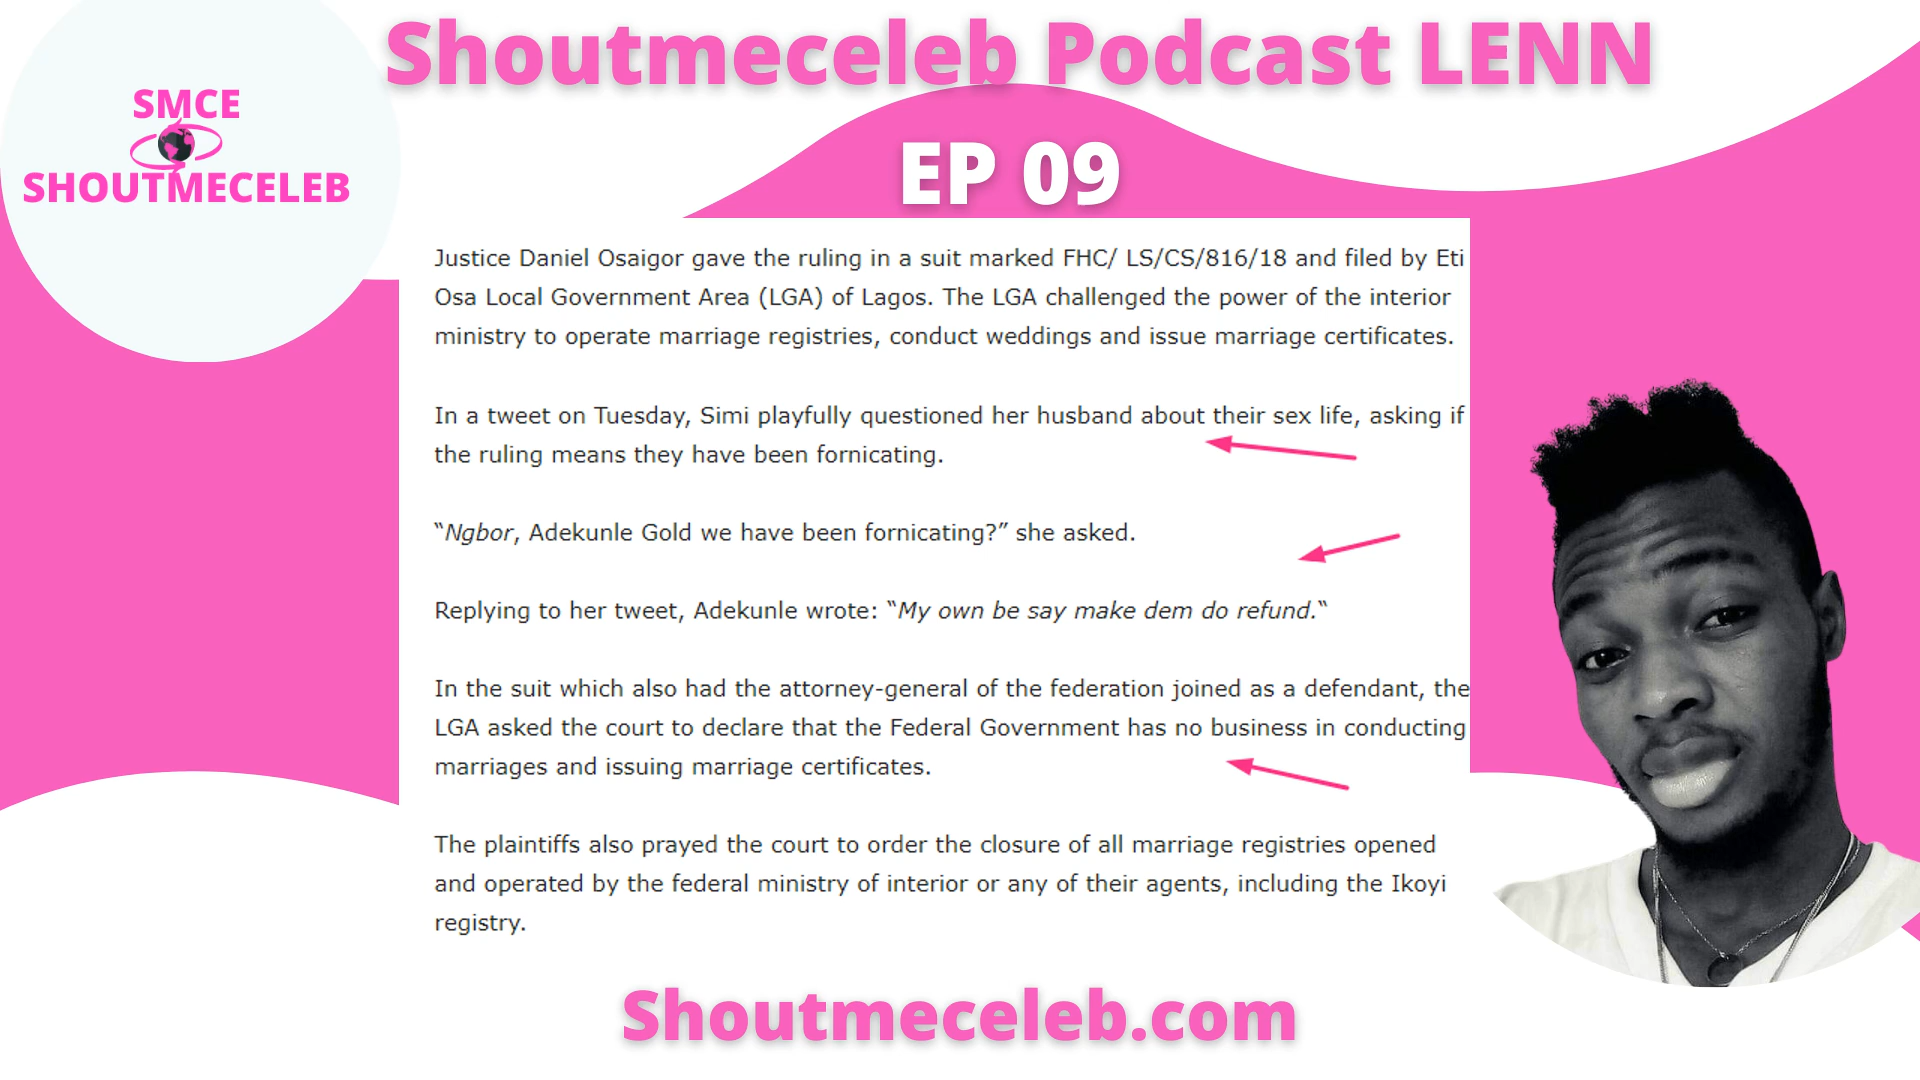 Shoutmeceleb Podcast LENN
SMCE
SHOUTMECELEB
EP 09
Justice Daniel Osaigor gave the ruling in a suit marked FHC/ LS/CS/816/18 and filed by Eti
Osa Local Government Area (LGA) of Lagos. The LGA challenged the power of the interior
ministry to operate marriage registries, conduct weddings and issue marriage certificates.
In a tweet on Tuesday, Simi playfully questioned her husband about their sex life, asking if
the ruling means they have been fornicating.
“Ngbor, Adekunle Gold we have been fornicating?” she asked.
Replying to her tweet, Adekunle wrote: “My own be say make dem do refund.“
In the suit which also had the attorney-general of the federation joined as a defendant, the
LGA asked the court to declare that the Federal Government has no business in conducting
marriages and issuing marriage certificates.
The plaintiffs also prayed the court to order the closure of all marriage registries opened
and operated by the federal ministry of interior or any of their agents, including the Ikoyi
registry.
Shoutmeceleb.com